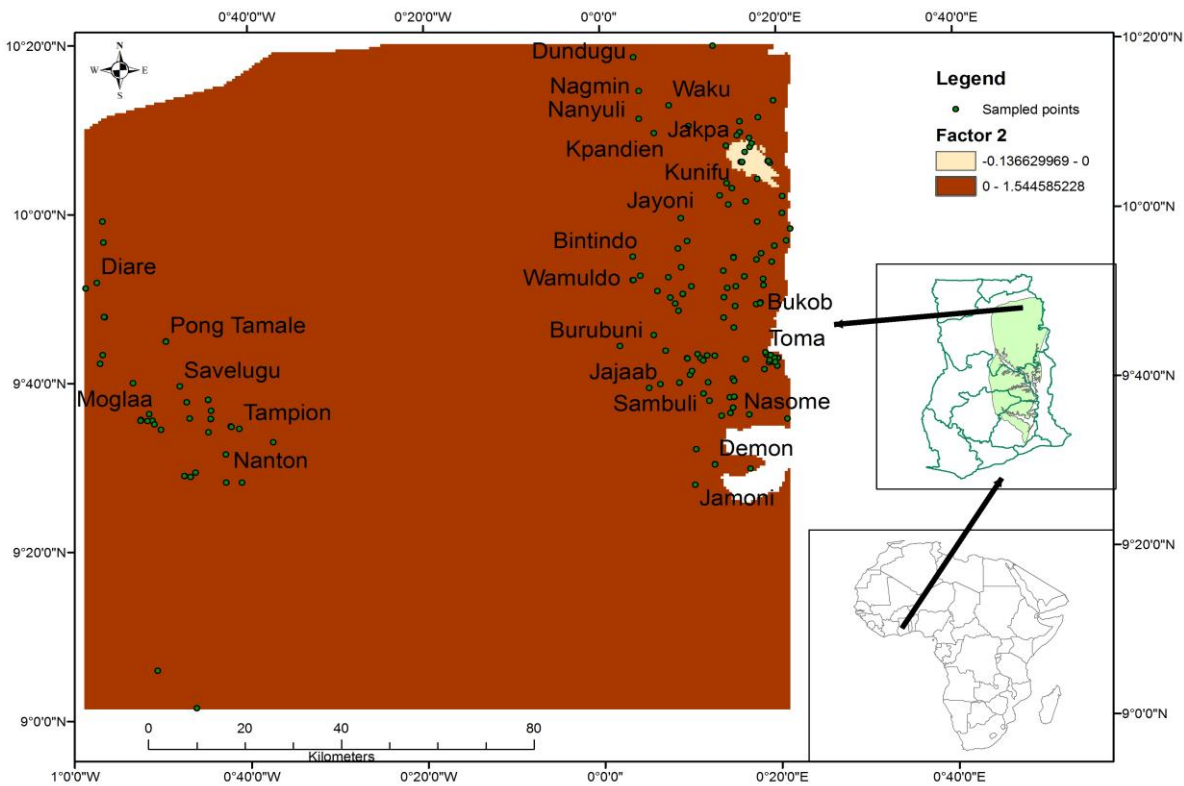 0°40'0"W 0°20'0"W 0°0'0" 0°20'0"E 0°40'0"E
10°20'0"N 10°20'0"N
N
W E
S
Dundugu
Legend
Nagmin Waku
Sampled points
Nanyuli
Factor 2
Jakpa
Kpandien
-0.136629969 - 0
Kunifu
0 - 1.544585228
Jayoni
10°0'0"N 10°0'0"N
Bintindo
Diare
Wamuldo
Bukob
Pong Tamale
Burubuni
Toma
Savelugu
9°40'0"N 9°40'0"N
Jajaab
Moglaa
Sambuli Nasome
Tampion
Demon
Nanton
Jamoni
9°20'0"N 9°20'0"N
9°0'0"N 9°0'0"N
0 20 40 80
Kilometers
1°0'0"W 0°40'0"W 0°20'0"W 0°0'0" 0°20'0"E 0°40'0"E